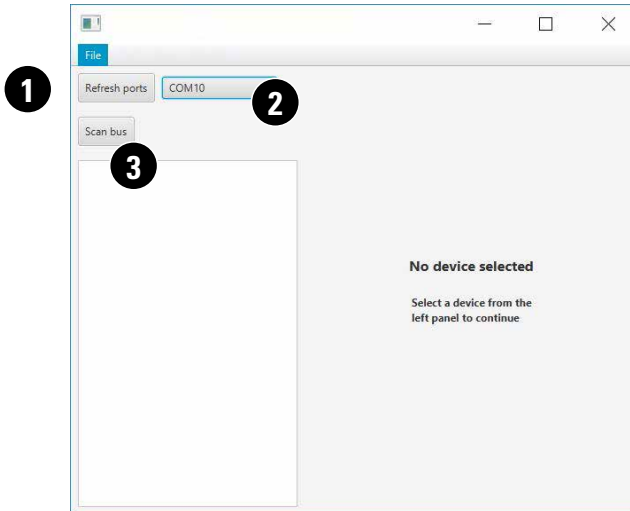 File
1 Refresh ports COM10 2
Scan bus
3
No device selected
Select a device from the
left panel to continue